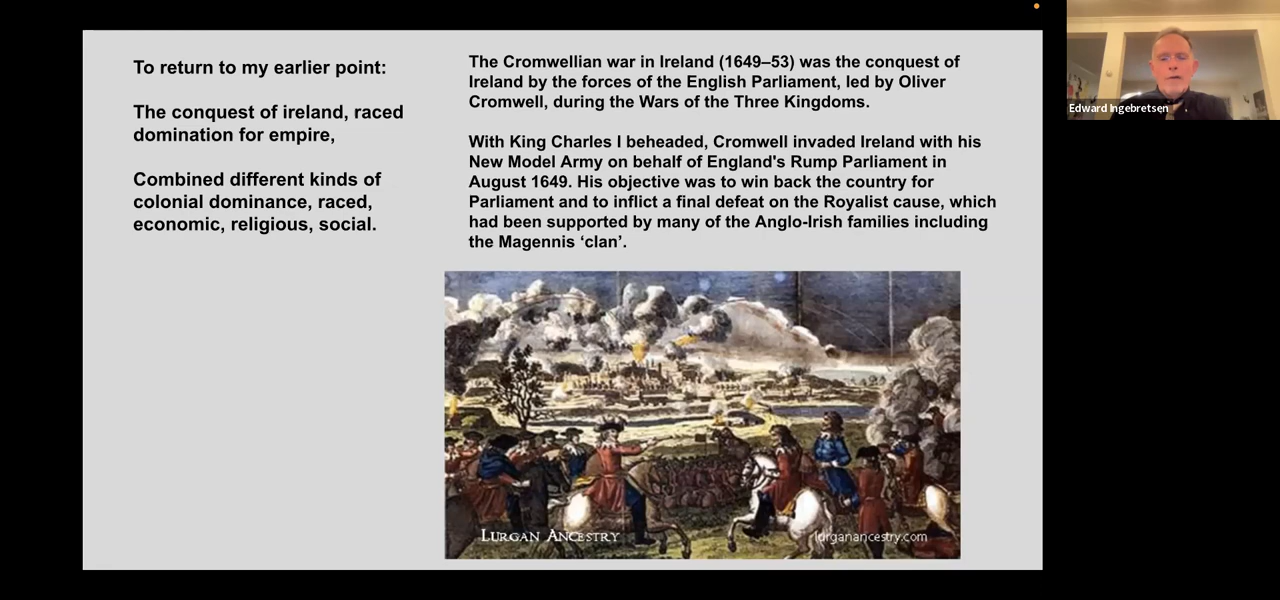 To return to my earlier point:
The conquest of ireland, raced
domination for empire,
Combined different kinds of
colonial dominance, raced,
economic, religious, social.
The Cromwellian war in Ireland (1649–53) was the conquest of
Ireland by the forces of the English Parliament, led by Oliver
Cromwell, during the Wars of the Three Kingdoms.
With King Charles I beheaded, Cromwell invaded Ireland with his
New Model Army on behalf of England's Rump Parliament in
August 1649. His objective was to win back the country for
Parliament and to inflict a final defeat on the Royalist cause, which
had been supported by many of the Anglo-Irish families including
the Magennis ‘clan’.
LURGAN ANCESTRY
lurganancestry.com
Edward Ingebretsen